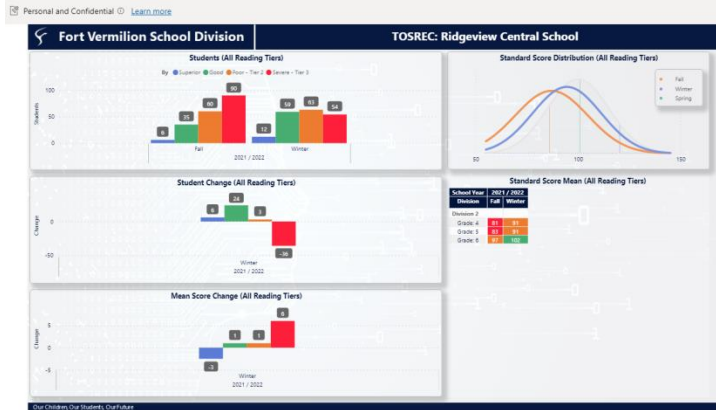 Personal and Confidential Learn more
Fort Vermilion School Division
TOSREC: Ridgeview Central School
Students (All Reading Tiers)
By Superior Good Poor - Tier 2 Severe - Tier 3
Students
100
50
0
6
35
60
90
12
59
63
54
Fall
Winter
2021 / 2022
Standard Score Distribution (All Reading Tiers)
Fall
Winter
Spring
50
100
150
Student Change (All Reading Tiers)
Change
0
-50
6
24
3
-36
Winter
2021 / 2022
Standard Score Mean (All Reading Tiers)
School Year 2021 / 2022
Division Fall Winter
Division 2
Grade: 4 81 91
Grade: 5 83 91
Grade: 6 97 102
Mean Score Change (All Reading Tiers)
Change
5
0
-5
-3
1
1
6
Winter
2021 / 2022
Our Children, Our Students, Our Future